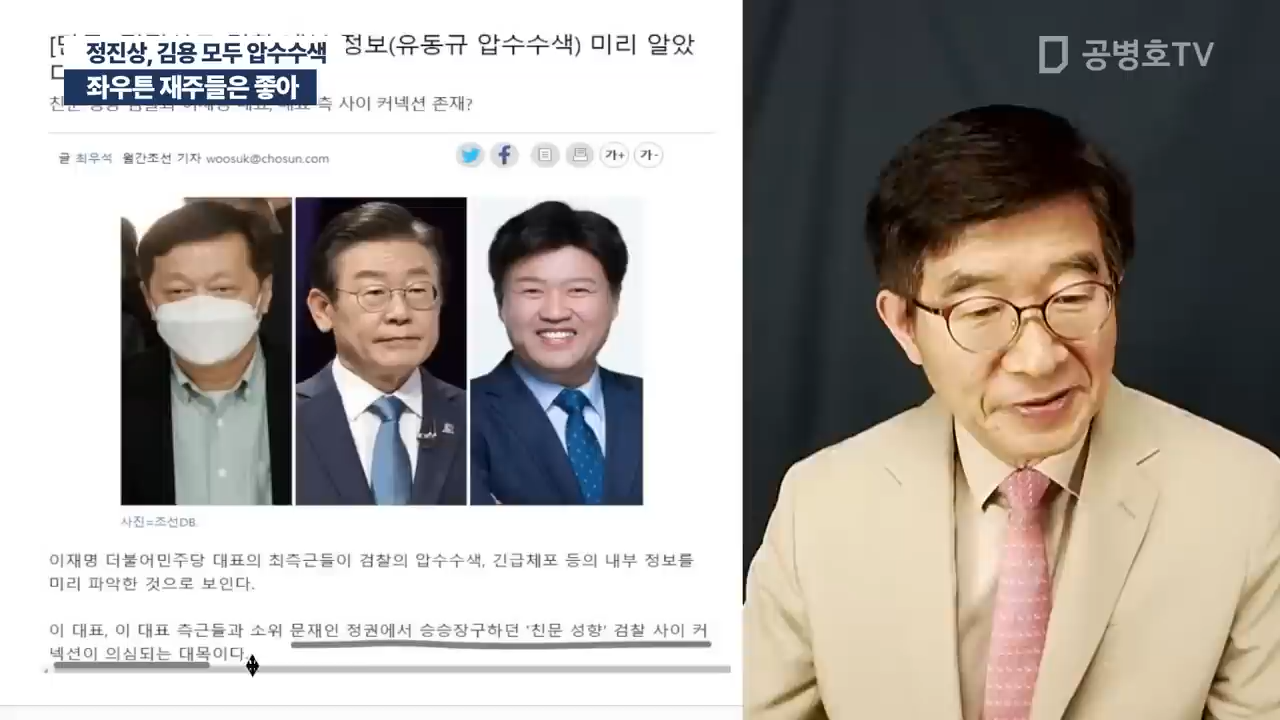 정보(유동규 압수수색) 미리 알았
정진상, 김용 모두 압수수색
좌우튼 재주들은 좋아
측 사이 커넥션 존재?
공병호TV
글 최우석 월간조선 기자 woosuk@chosun.com
가+ 가-
사진=조선DB
이재명 더불어민주당 대표의 최측근들이 검찰의 압수수색, 긴급체포 등의 내부 정보를
미리 파악한 것으로 보인다.
이 대표, 이 대표 측근들과 소위 문재인 정권에서 승승장구하던 '친문 성향' 검찰 사이 커
넥션이 의심되는 대목이다.